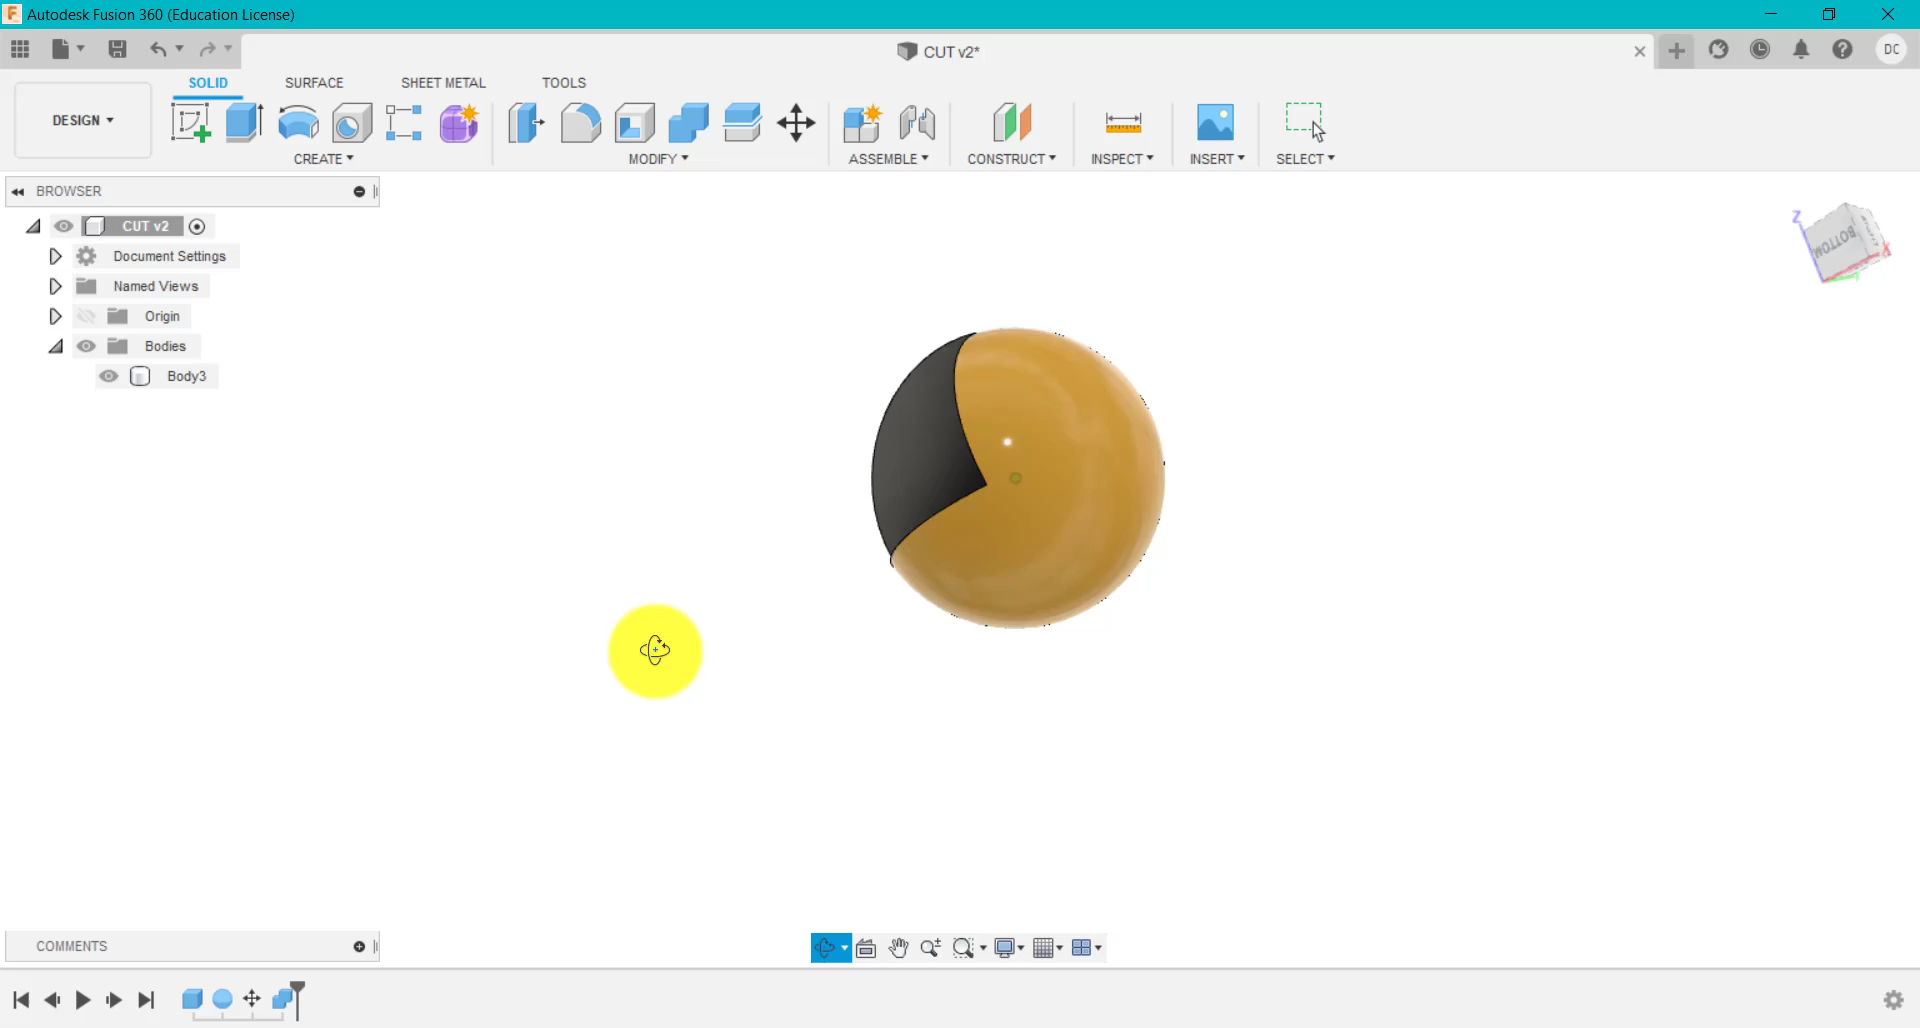 Autodesk Fusion 360 (Education License)
CUT v2*
DC
SOLID
SURFACE
SHEET METAL
TOOLS
DESIGN
CREATE
MODIFY
ASSEMBLE
CONSTRUCT
INSPECT
INSERT
SELECT
BROWSER
CUT v2
Document Settings
Named Views
Origin
Bodies
Body3
Z
BOTTOM
X
COMMENTS